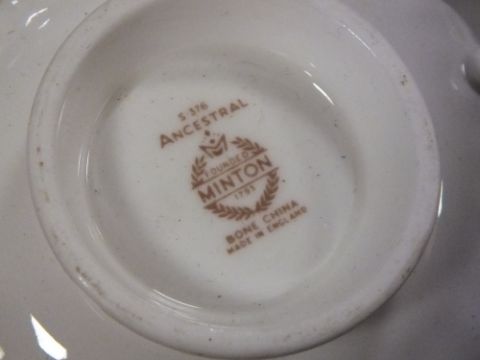 S 376
ANCESTRAL
FOUNDED
MINTON
1793
BONE CHINA
MADE IN ENGLAND